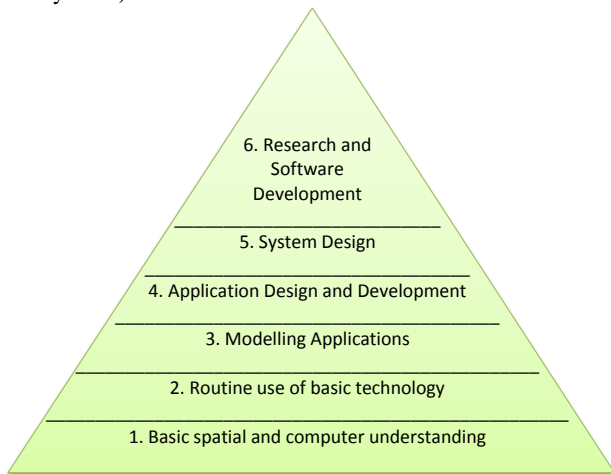 6. Research and
Software
Development
5. System Design
4. Application Design and Development
3. Modelling Applications
2. Routine use of basic technology
1. Basic spatial and computer understanding